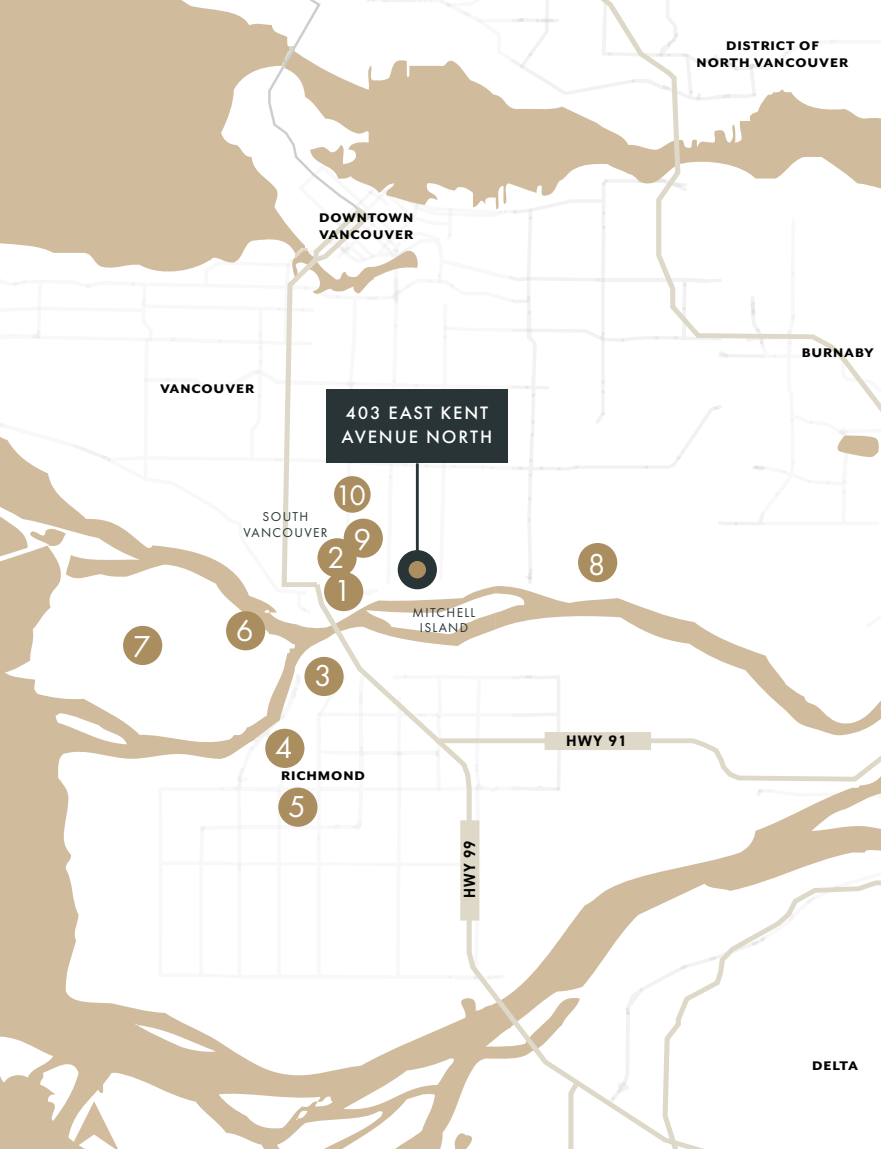 DISTRICT OF
NORTH VANCOUVER
DOWNTOWN
VANCOUVER
BURNABY
VANCOUVER
403 EAST KENT
AVENUE NORTH
10
SOUTH
VANCOUVER
9
2
8
1
MITCHELL
ISLAND
6
7
3
HWY 91
4
RICHMOND
5
HWY 99
DELTA